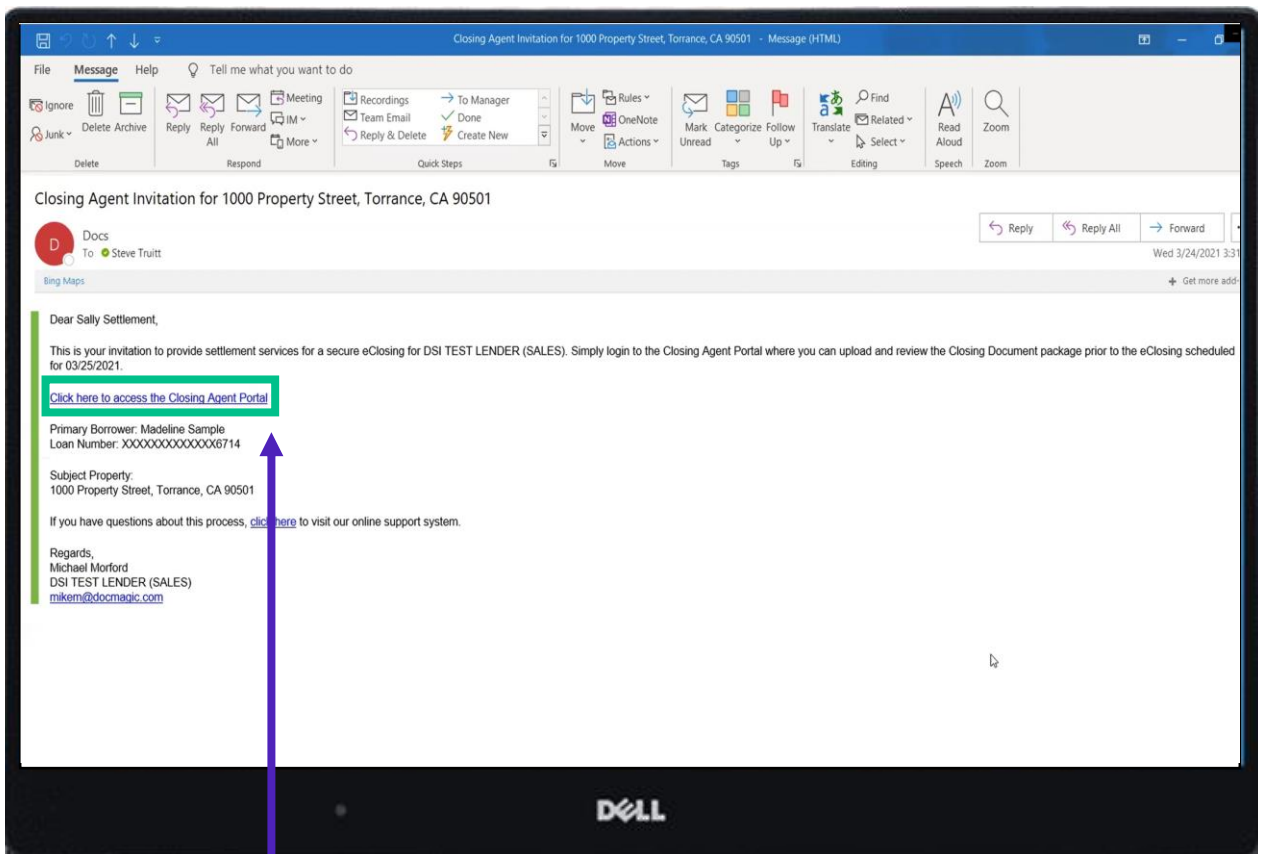 Closing Agent Invitation for 1000 Property Street, Torrance, CA 90501 - Message (HTML)
File Message Help Tell me what you want to do
Ignore
Junk
Delete Archive
Reply Reply All Forward
Meeting
IM
More
Recordings
Team Email
Reply & Delete
To Manager
Done
Create New
Move
Rules
OneNote
Actions
Mark Unread
Categorize
Follow Up
Translate
Find
Related
Select
Read Aloud
Zoom
Delete Respond Quick Steps Move Tags Editing Speech Zoom
Closing Agent Invitation for 1000 Property Street, Torrance, CA 90501
D
Docs
To Steve Truitt
Reply Reply All Forward
Wed 3/24/2021 3:31
Bing Maps
Get more add-
Dear Sally Settlement,
This is your invitation to provide settlement services for a secure eClosing for DSI TEST LENDER (SALES). Simply login to the Closing Agent Portal where you can upload and review the Closing Document package prior to the eClosing scheduled
for 03/25/2021.
Click here to access the Closing Agent Portal
Primary Borrower: Madeline Sample
Loan Number: XXXXXXXXXXXXX6714
Subject Property:
1000 Property Street, Torrance, CA 90501
If you have questions about this process, click here to visit our online support system.
Regards,
Michael Morford
DSI TEST LENDER (SALES)
mikem@docmagic.com
DELL